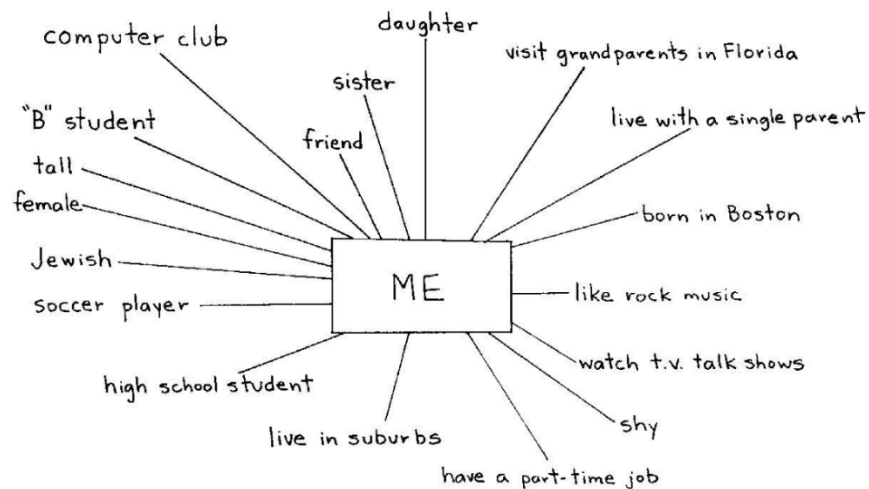 daughter
computer club
visit grandparents in Florida
sister
"B" student
live with a single parent
friend
tall
female
born in Boston
Jewish
ME
like rock music
soccer player
watch t.v. talk shows
high school student
shy
live in suburbs
have a part-time job